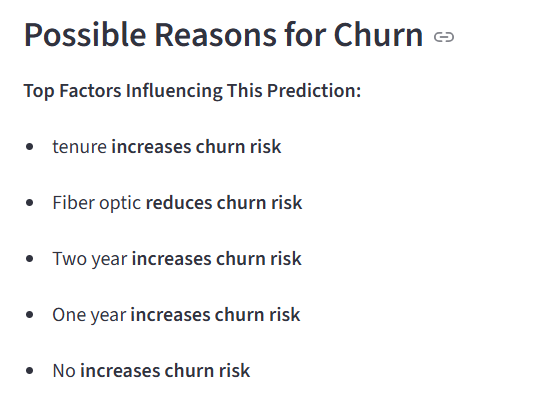 Possible Reasons for Churn
Top Factors Influencing This Prediction:
• tenure increases churn risk
• Fiber optic reduces churn risk
• Two year increases churn risk
• One year increases churn risk
• No increases churn risk